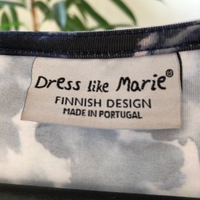 Dress like Marie®
FINNISH DESIGN
MADE IN PORTUGAL